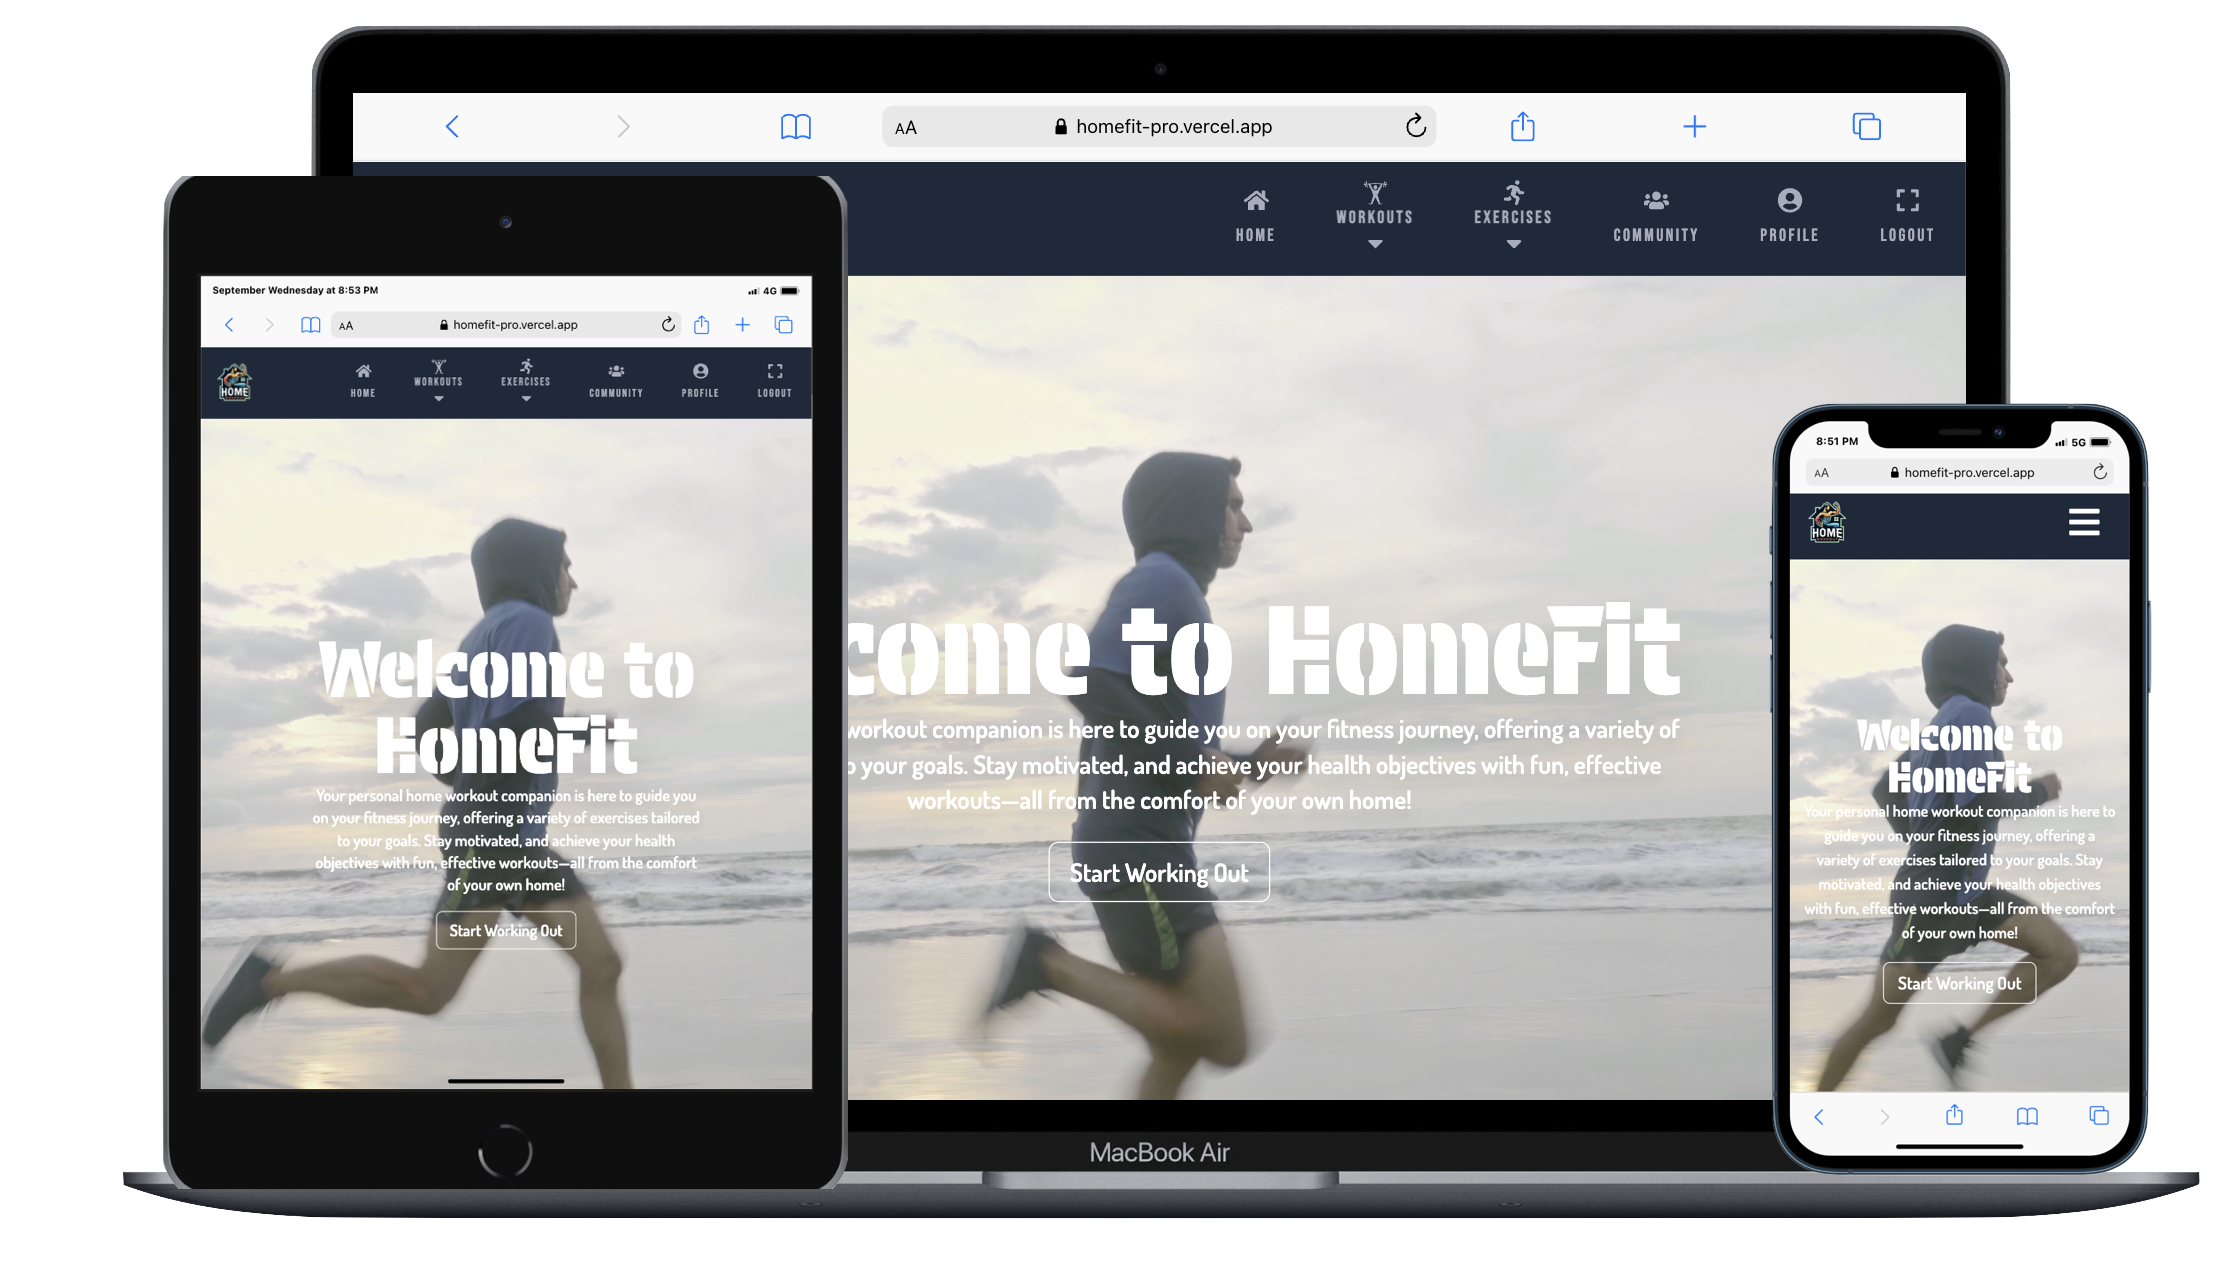 AA homefit-pro.vercel.app
HOME WORKOUTS EXERCISES COMMUNITY PROFILE LOGOUT
come to HomeFit
workout companion is here to guide you on your fitness journey, offering a variety of
o your goals. Stay motivated, and achieve your health objectives with fun, effective
workouts—all from the comfort of your own home!
Start Working Out
MacBook Air
September Wednesday at 8:53 PM 4G
AA homefit-pro.vercel.app
HOME
HOME WORKOUTS EXERCISES COMMUNITY PROFILE LOGOUT
Welcome to
HomeFit
Your personal home workout companion is here to guide you
on your fitness journey, offering a variety of exercises tailored
to your goals. Stay motivated, and achieve your health
objectives with fun, effective workouts—all from the comfort
of your own home!
Start Working Out
8:51 PM 5G
AA homefit-pro.vercel.app
HOME
Welcome to
HomeFit
Your personal home workout companion is here to
guide you on your fitness journey, offering a
variety of exercises tailored to your goals. Stay
motivated, and achieve your health objectives
with fun, effective workouts—all from the comfort
of your own home!
Start Working Out